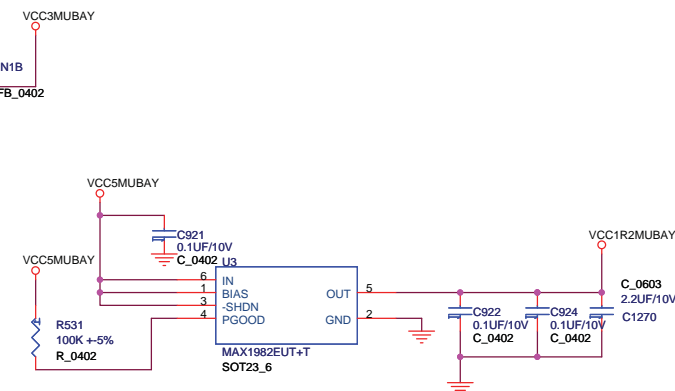 VCC3MUBAY
N1B
FB_0402
VCC5MUBAY
C921
0.1UF/10V
C_0402
U3
VCC5MUBAY
6 IN
1 BIAS
3 -SHDN
4 PGOOD
OUT 5
GND 2
MAX1982EUT+T
SOT23_6
R531
100K +-5%
R_0402
VCC1R2MUBAY
C922
0.1UF/10V
C_0402
C924
0.1UF/10V
C_0402
C_0603
2.2UF/10V
C1270